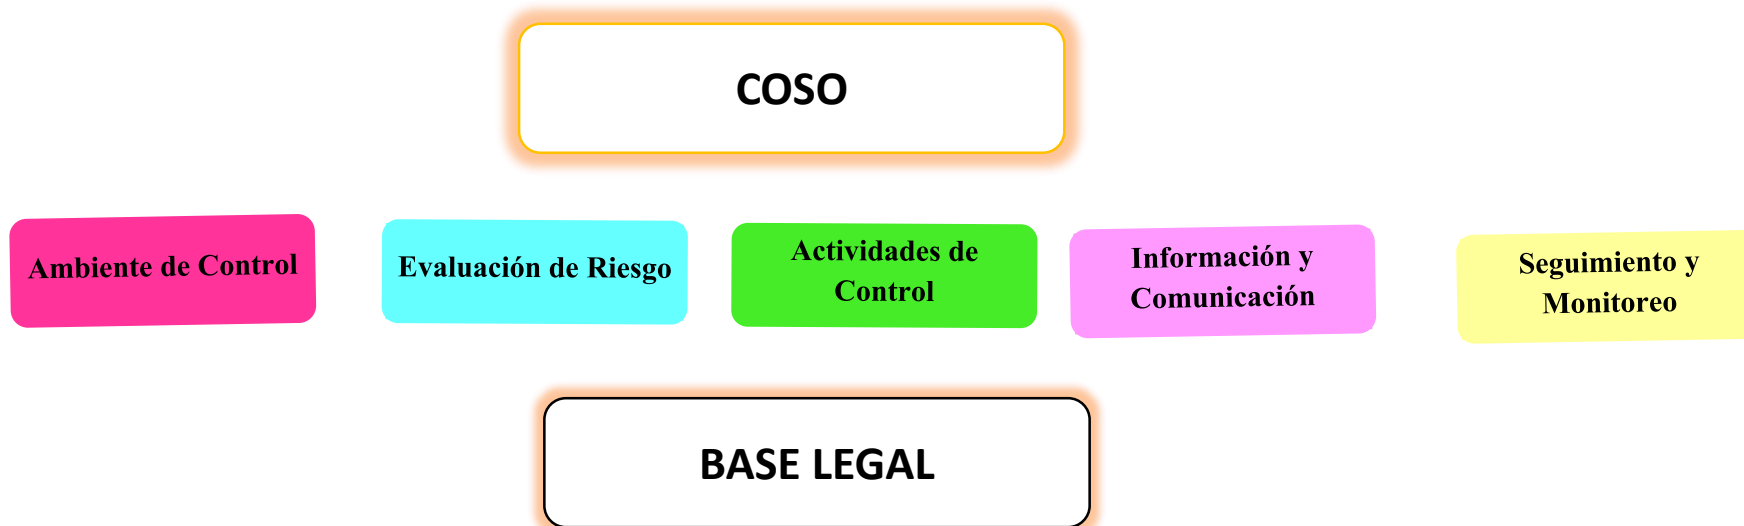 COSO
Ambiente de Control
Evaluación de Riesgo
Actividades de
Control
Información y
Comunicación
Seguimiento y
Monitoreo
BASE LEGAL